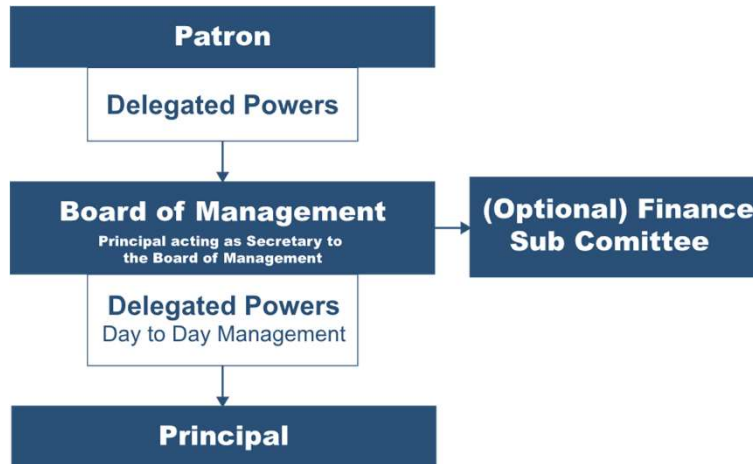 Patron
Delegated Powers
Board of Management
Principal acting as Secretary to
the Board of Management
(Optional) Finance
Sub Comittee
Delegated Powers
Day to Day Management
Principal